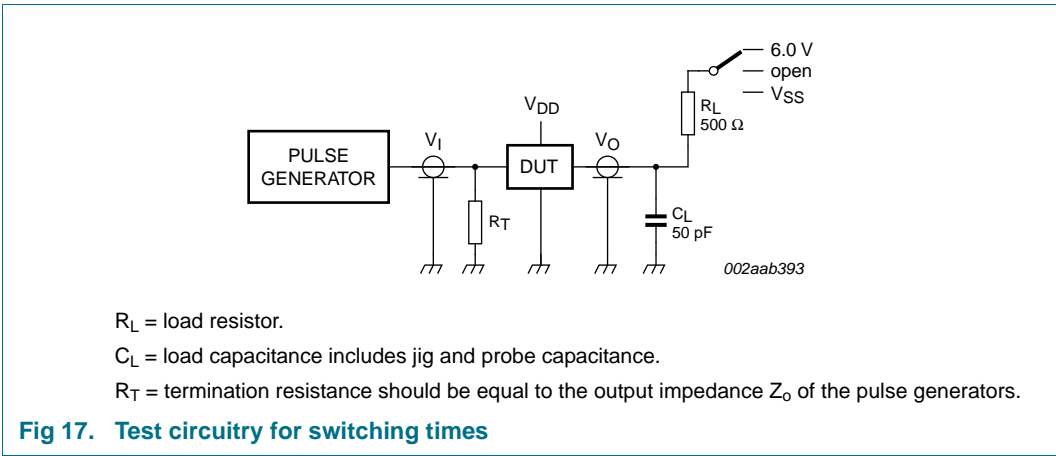 6.0 V
open
VSS
RL
500 Ω
VDD
VI
VO
PULSE
GENERATOR
DUT
RT
CL
50 pF
002aab393
RL = load resistor.
CL = load capacitance includes jig and probe capacitance.
RT = termination resistance should be equal to the output impedance Zo of the pulse generators.
Fig 17. Test circuitry for switching times